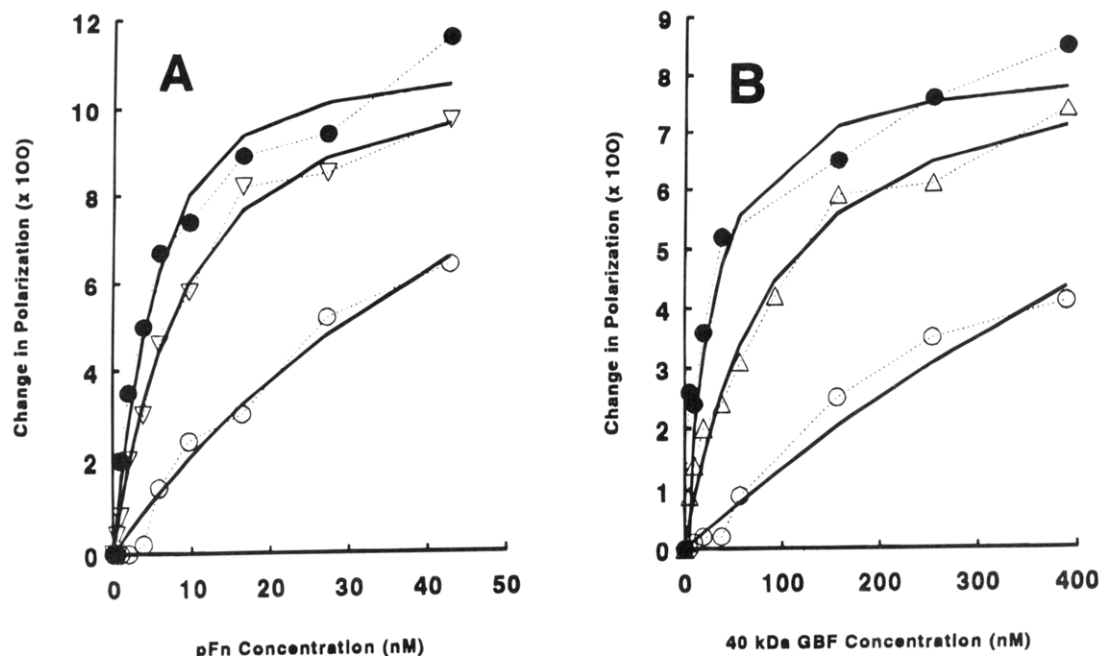 A
Change in Polarization (x 100)
12
10
8
6
4
2
0
0 10 20 30 40 50
pFn Concentration (nM)
B
Change in Polarization (x 100)
9
8
7
6
5
4
3
2
1
0
0 100 200 300 400
40 kDa GBF Concentration (nM)